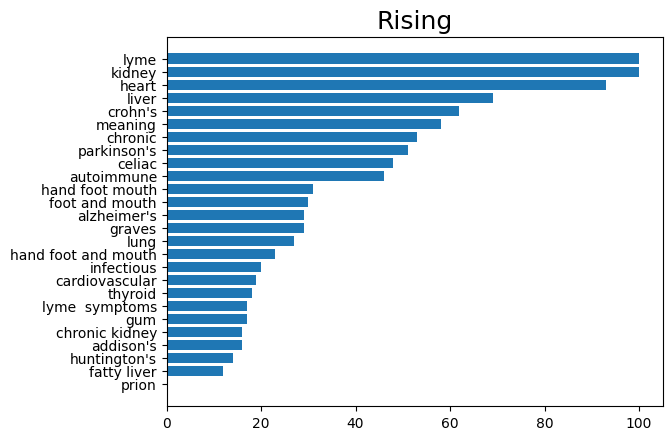 Rising
lyme
kidney
heart
liver
crohn's
meaning
chronic
parkinson's
celiac
autoimmune
hand foot mouth
foot and mouth
alzheimer's
graves
lung
hand foot and mouth
infectious
cardiovascular
thyroid
lyme  symptoms
gum
chronic kidney
addison's
huntington's
fatty liver
prion
0 20 40 60 80 100